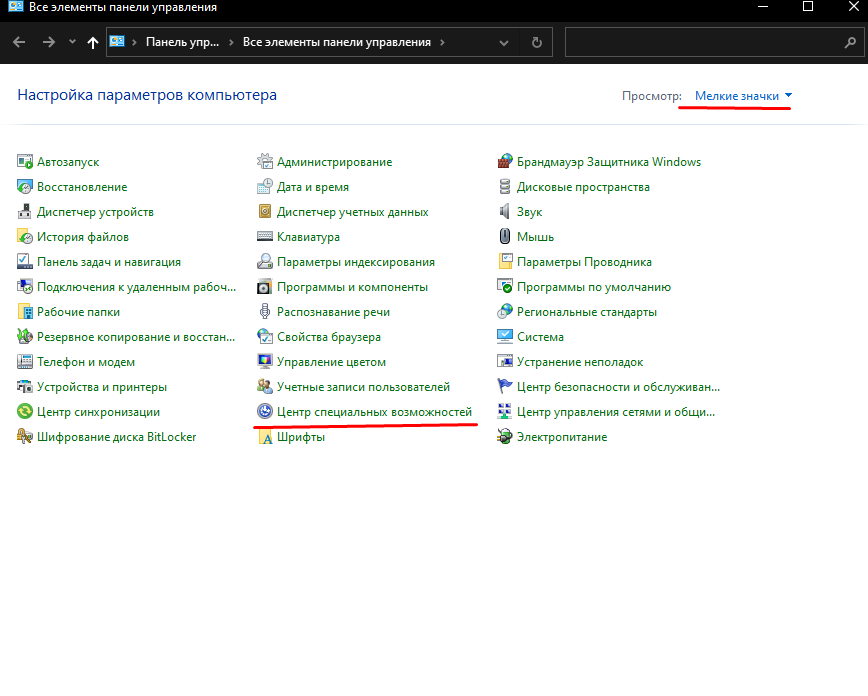 Все элементы панели управления
Панель упр... Все элементы панели управления
Настройка параметров компьютера
Просмотр: Мелкие значки
Автозапуск Администрирование Брандмауэр Защитника Windows
Восстановление Дата и время Дисковые пространства
Диспетчер устройств Диспетчер учетных данных Звук
История файлов Клавиатура Мышь
Панель задач и навигация Параметры индексирования Параметры Проводника
Подключения к удаленным рабоч... Программы и компоненты Программы по умолчанию
Рабочие папки Распознавание речи Региональные стандарты
Резервное копирование и восстан... Свойства браузера Система
Телефон и модем Управление цветом Устранение неполадок
Устройства и принтеры Учетные записи пользователей Центр безопасности и обслуживан...
Центр синхронизации Центр специальных возможностей Центр управления сетями и общи...
Шифрование диска BitLocker Шрифты Электропитание